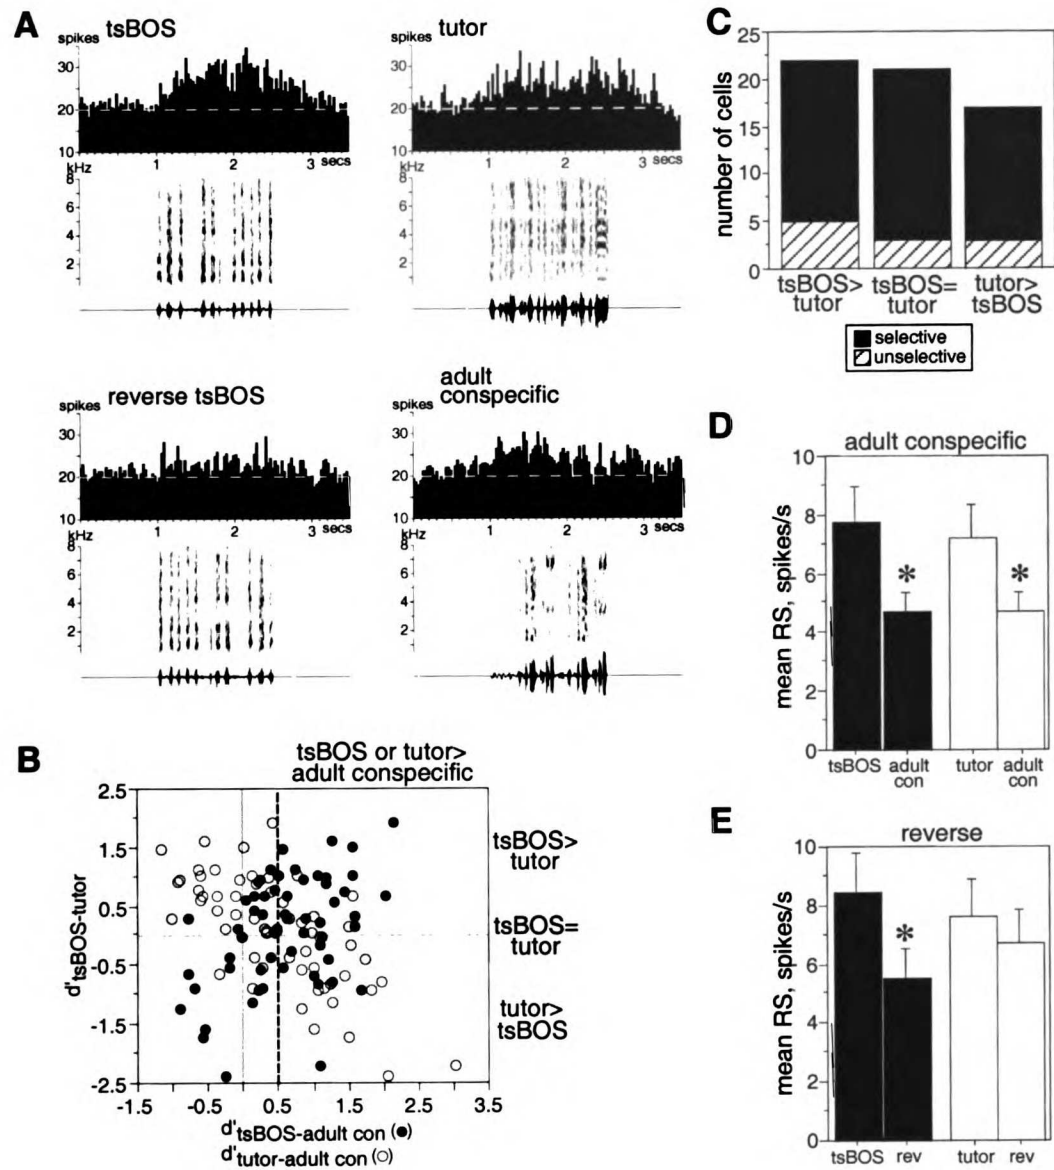 A
tsBOS
spikes
30
20
10
1
2
3 secs
kHz
8
6
4
2
tutor
spikes
30
20
10
1
2
3 secs
kHz
8
6
4
2
reverse tsBOS
spikes
30
20
10
1
2
3 secs
kHz
8
6
4
2
adult
conspecific
spikes
30
20
10
1
2
3 secs
kHz
8
6
4
2
B
tsBOS or tutor>
adult conspecific
2.5
1.5
0.5
-0.5
-1.5
-2.5
d'tsBOS-tutor
tsBOS>
tutor
tsBOS=
tutor
tutor>
tsBOS
-1.5 -0.5 0.5 1.5 2.5 3.5
d'tsBOS-adult con (●)
d'tutor-adult con (○)
C
25
20
15
10
5
0
number of cells
tsBOS> tsBOS= tutor>
tutor tutor tsBOS
selective
unselective
D
adult conspecific
10
8
6
4
2
0
mean RS, spikes/s
* *
tsBOS adult tutor adult
con con
E
reverse
10
8
6
4
2
0
mean RS, spikes/s
*
tsBOS rev tutor rev